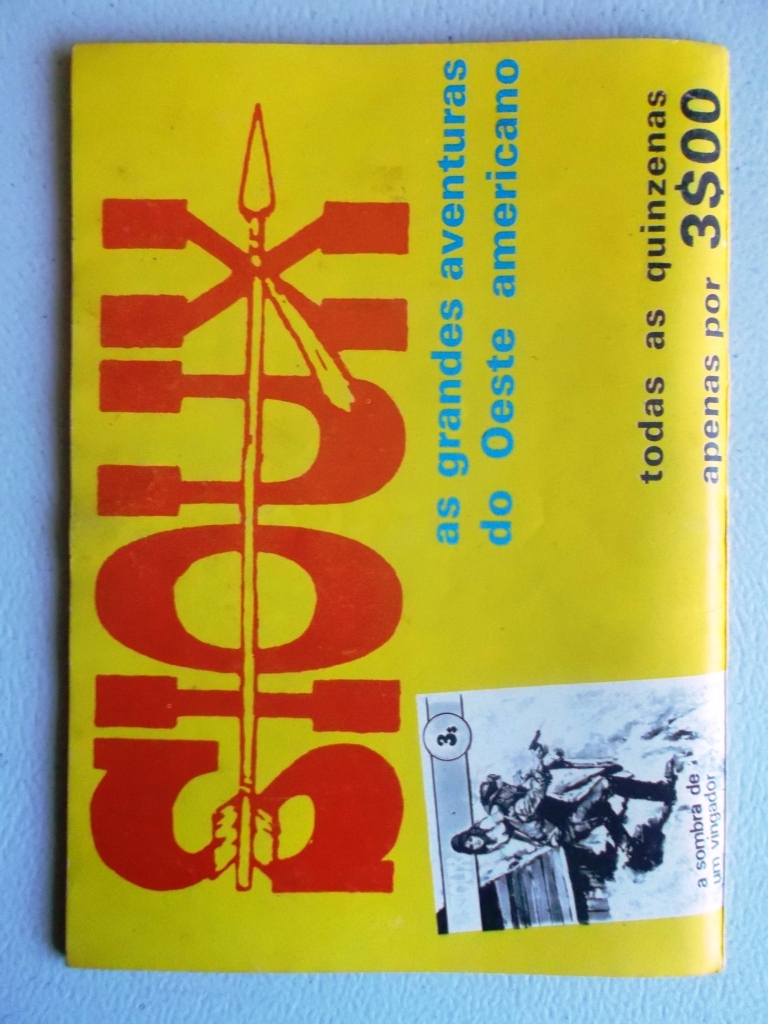 SIOUX
as grandes aventuras
do Oeste americano
todas as quinzenas
apenas por 3$00
3$
a sombra de
um vingador